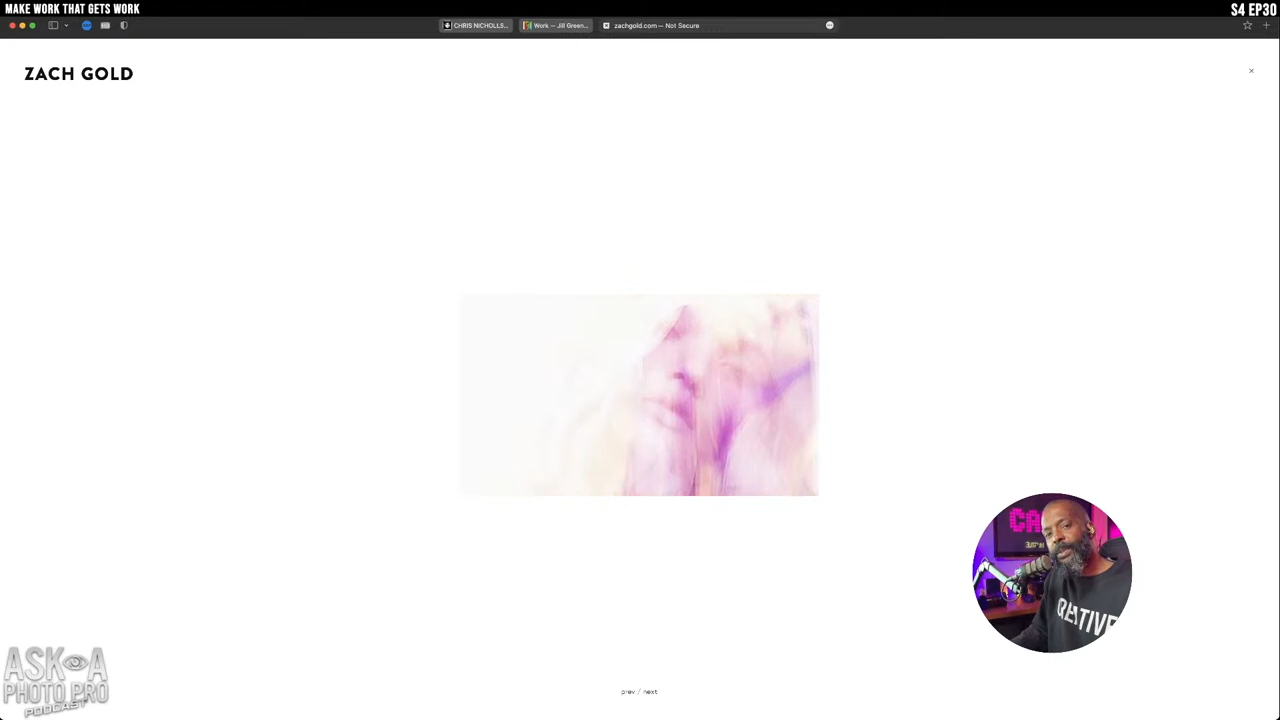 MAKE WORK THAT GETS WORK
S4 EP30
CHRIS NICHOLLS...
Work — Jill Green...
zachgold.com — Not Secure
ZACH GOLD
CREATIVE
ASK A
PHOTO PRO
PODCAST
prev / next